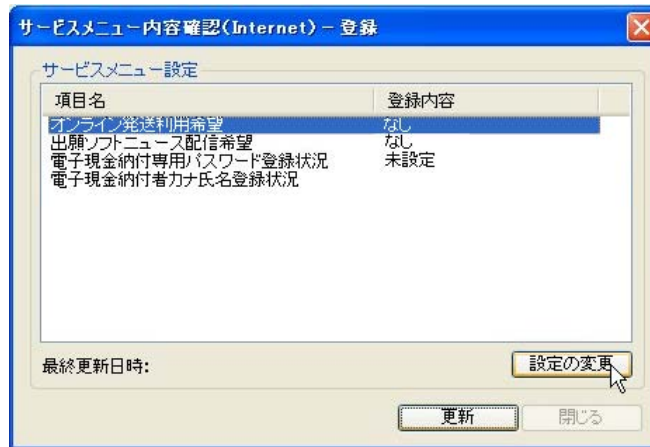 サービスメニュー内容確認(Internet)－登録
サービスメニュー設定
項目名 登録内容
オンライン発送利用希望 なし
出願ソフトニュース配信希望 なし
電子現金納付専用パスワード登録状況 未設定
電子現金納付者カナ氏名登録状況
最終更新日時:
設定の変更
更新 閉じる